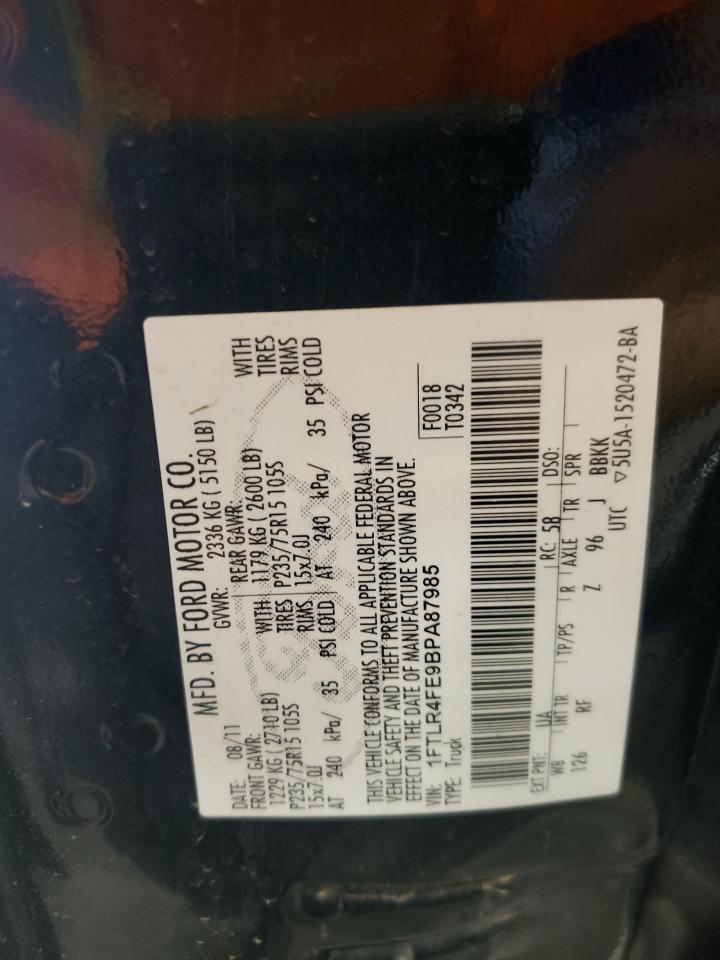 MFD. BY FORD MOTOR CO.
DATE: 08/11 GVWR: 2336 KG ( 5150 LB)
FRONT GAWR: REAR GAWR: WITH
1229 KG ( 2710 LB) WITH 1179 KG ( 2600 LB) TIRES
P235/75R15 105S TIRES P235/75R15 105S RIMS
15x7.0J RIMS 15x7.0J
AT 240 kPa/ 35 PSI COLD AT 240 kPa/ 35 PSI COLD
THIS VEHICLE CONFORMS TO ALL APPLICABLE FEDERAL MOTOR
VEHICLE SAFETY AND THEFT PREVENTION STANDARDS IN
EFFECT ON THE DATE OF MANUFACTURE SHOWN ABOVE.
VIN: 1FTLR4FE9BPA87985 F0018
TYPE: Truck T0342
EXT PNT: UA RC: 58 DSO:
WB INT TR TP/PS R AXLE TR SPR
126 RF Z 96 J BBKK
UTC ▽5U5A-1520472-BA